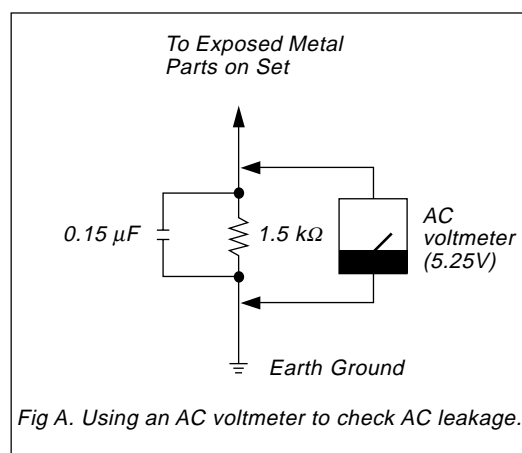 To Exposed Metal
Parts on Set
0.15 μF
1.5 kΩ
AC
voltmeter
(5.25V)
Earth Ground
Fig A. Using an AC voltmeter to check AC leakage.